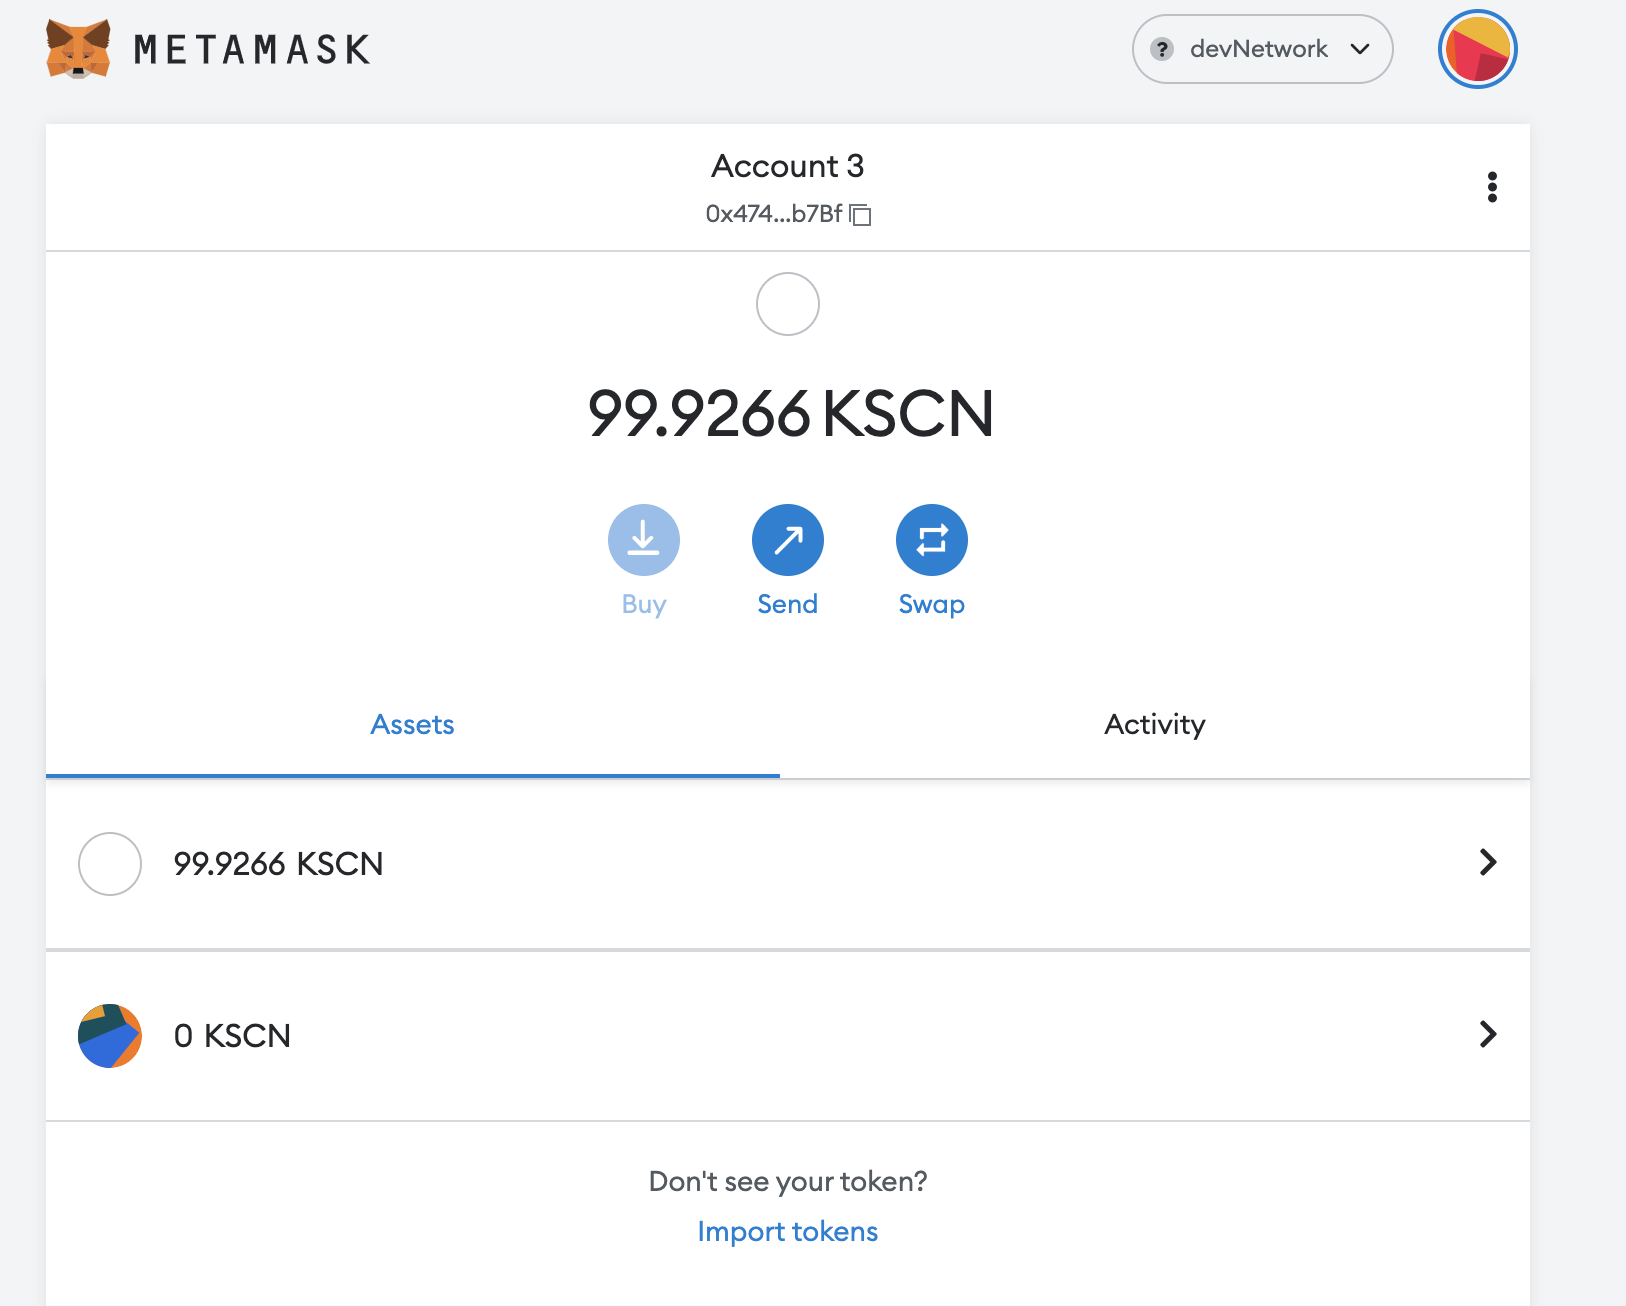 METAMASK
? devNetwork
Account 3
0x474...b7Bf
99.9266 KSCN
Buy Send Swap
Assets Activity
99.9266 KSCN
0 KSCN
Don't see your token?
Import tokens